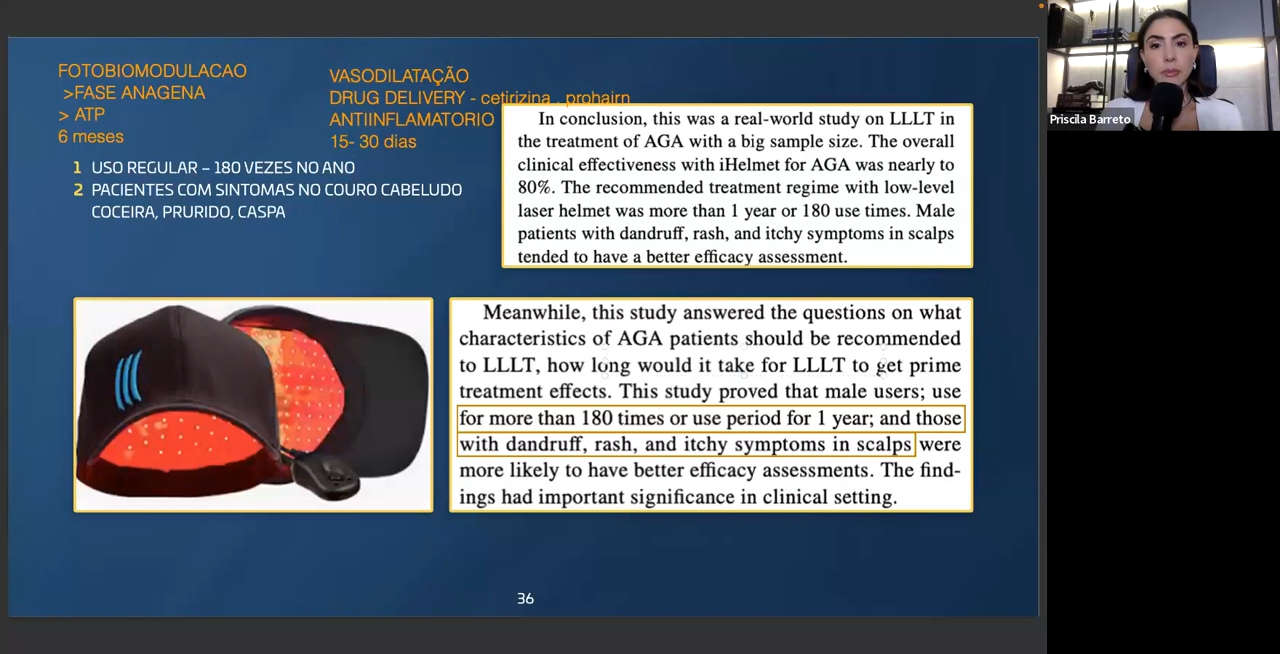 FOTOBIOMODULACAO
>FASE ANAGENA
> ATP
6 meses
VASODILATAÇÃO
DRUG DELIVERY - cetirizina , prohairn
ANTIINFLAMATORIO
15- 30 dias
1 USO REGULAR – 180 VEZES NO ANO
2 PACIENTES COM SINTOMAS NO COURO CABELUDO
COCEIRA, PRURIDO, CASPA
In conclusion, this was a real-world study on LLLT in
the treatment of AGA with a big sample size. The overall
clinical effectiveness with iHelmet for AGA was nearly to
80%. The recommended treatment regime with low-level
laser helmet was more than 1 year or 180 use times. Male
patients with dandruff, rash, and itchy symptoms in scalps
tended to have a better efficacy assessment.
Meanwhile, this study answered the questions on what
characteristics of AGA patients should be recommended
to LLLT, how long would it take for LLLT to get prime
treatment effects. This study proved that male users; use
for more than 180 times or use period for 1 year; and those
with dandruff, rash, and itchy symptoms in scalps were
more likely to have better efficacy assessments. The find-
ings had important significance in clinical setting.
36
Priscila Barreto